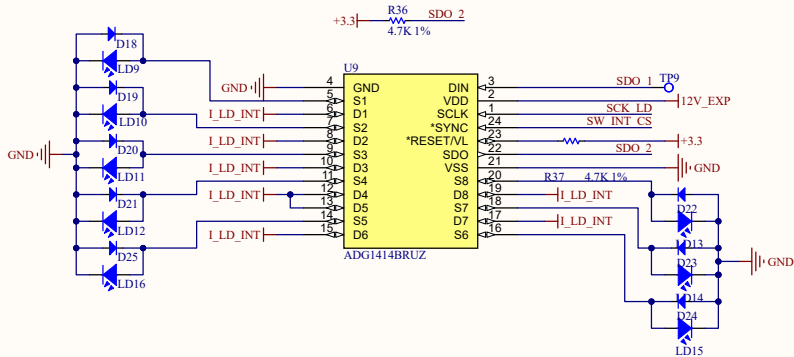 R36
SDO_2
+3.3
4.7K 1%
D18
LD9
D19
LD10
D20
GND
LD11
D21
LD12
D25
LD16
U9
GND 4 GND DIN 3 SDO_1 TP9
5 S1 VDD 2 12V_EXP
I_LD_INT 6 D1 SCLK 1 SCK_LD
7 S2 *SYNC 24 SW_INT_CS
I_LD_INT 8 D2 *RESET/VL 23 +3.3
9 S3 SDO 22 SDO_2
I_LD_INT 10 D3 VSS 21 GND
11 S4 S8 20 R37 4.7K 1%
I_LD_INT 12 D4 D8 19 I_LD_INT
13 D5 S7 18
14 S5 D7 17 I_LD_INT
I_LD_INT 15 D6 S6 16
ADG1414BRUZ
D22
LD13
D23
GND
LD14
D24
LD15